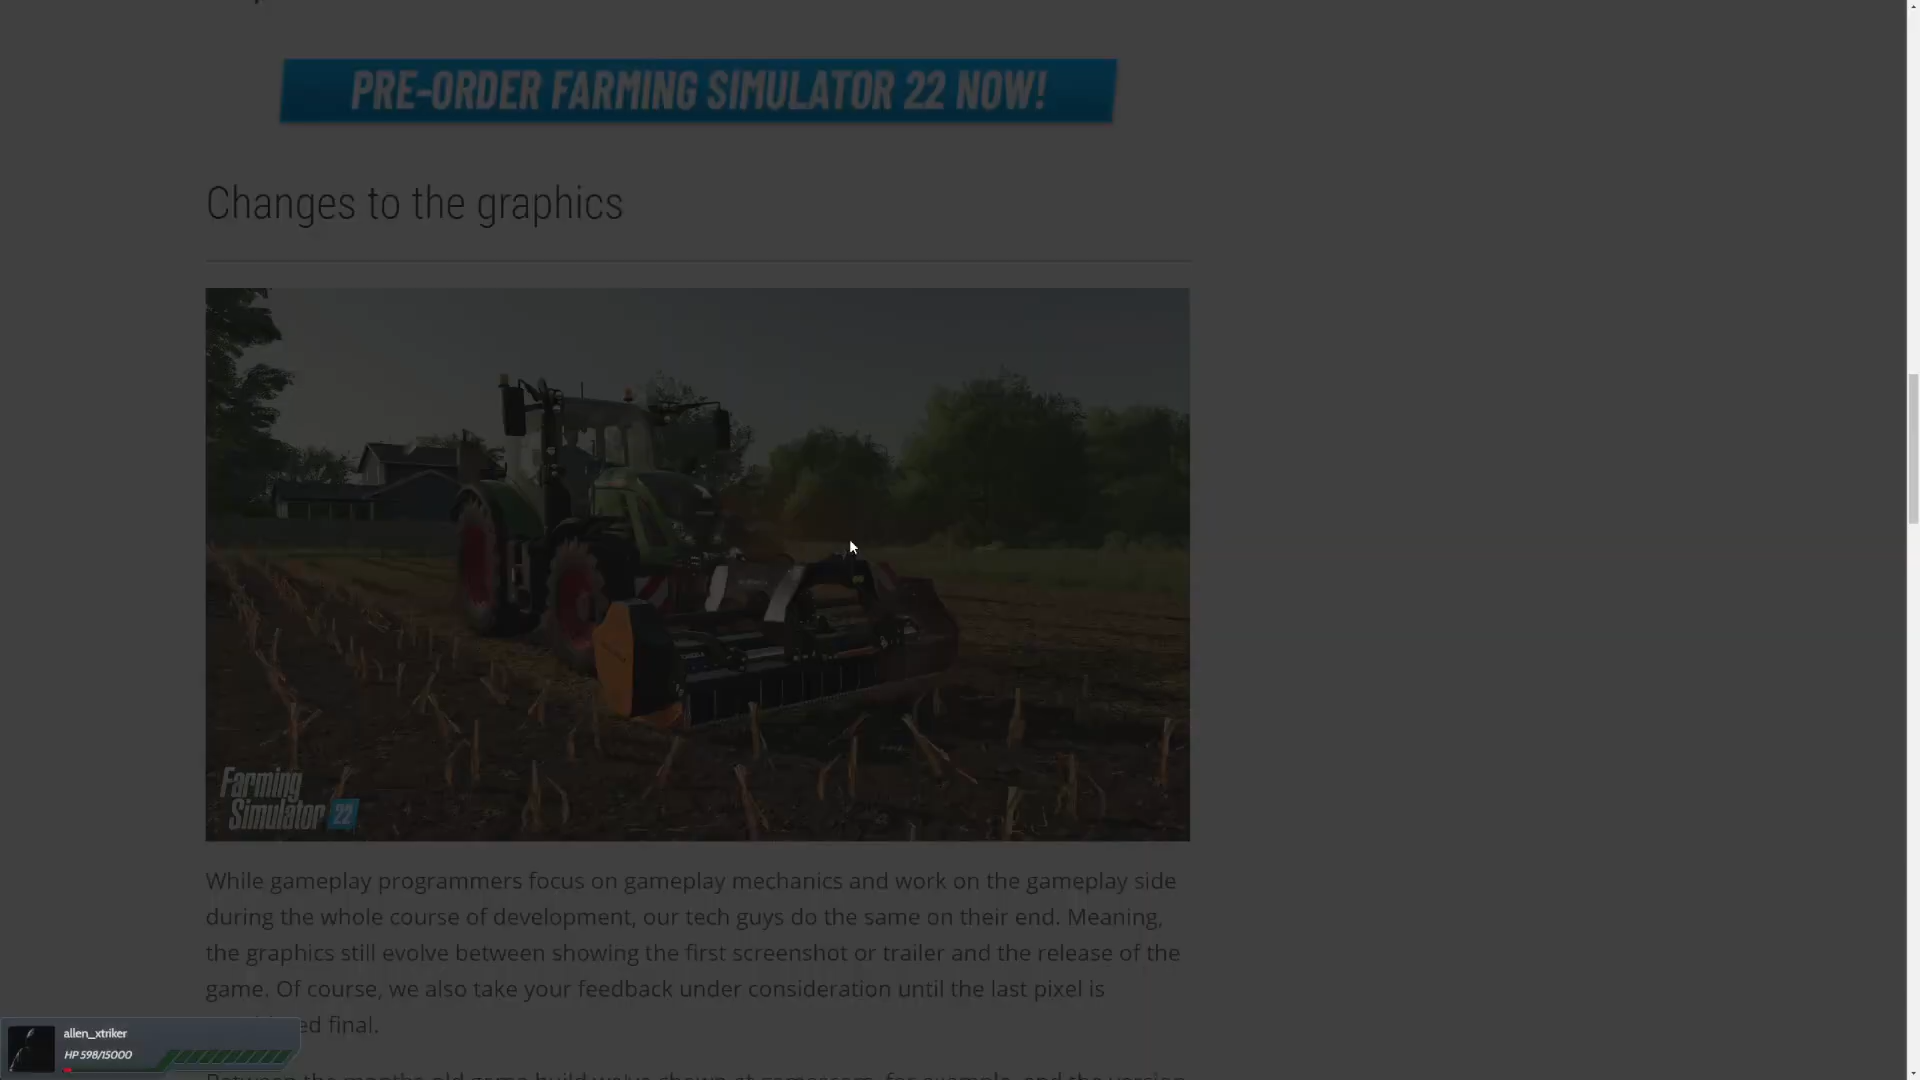 PRE-ORDER FARMING SIMULATOR 22 NOW!
Changes to the graphics
Farming
Simulator 22
While gameplay programmers focus on gameplay mechanics and work on the gameplay side
during the whole course of development, our tech guys do the same on their end. Meaning,
the graphics still evolve between showing the first screenshot or trailer and the release of the
game. Of course, we also take your feedback under consideration until the last pixel is
final.
allen_xtriker
HP 598/15000